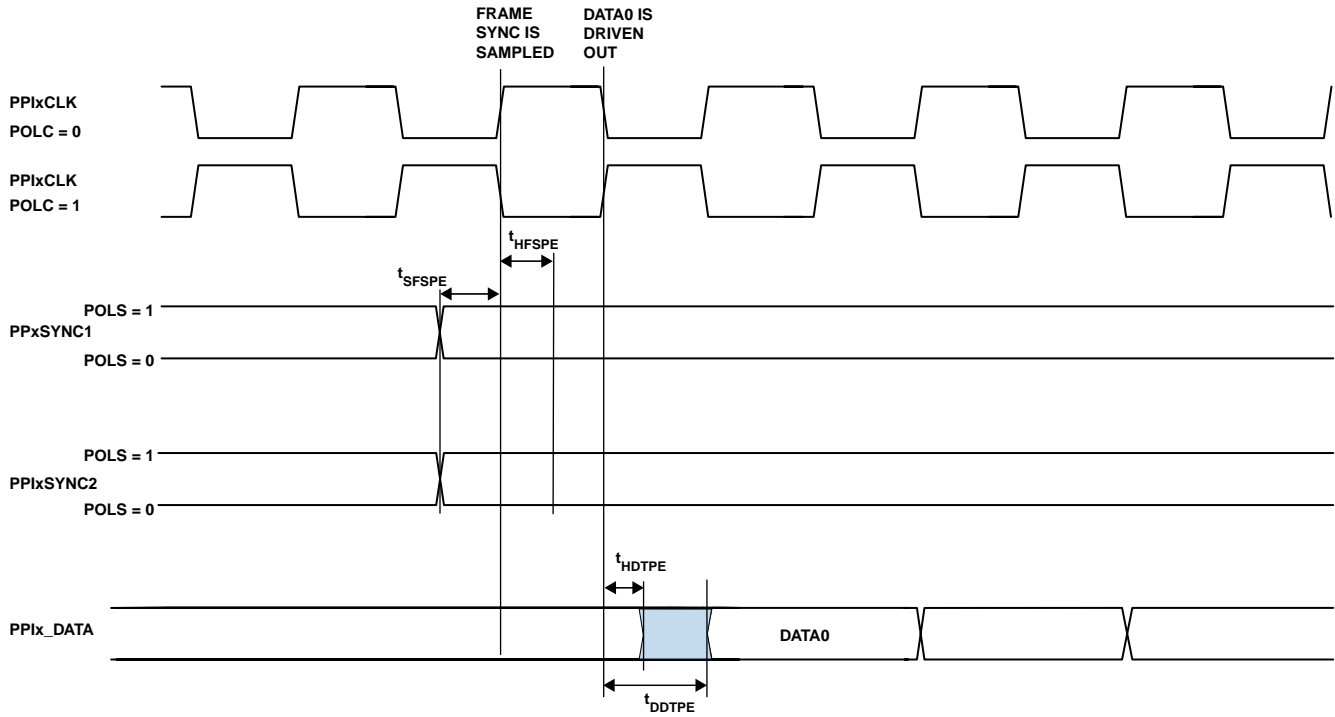 FRAME
SYNC IS
SAMPLED
DATA0 IS
DRIVEN
OUT
PPIxCLK
POLC = 0
PPIxCLK
POLC = 1
tHFSPE
tSFSPE
POLS = 1
PPxSYNC1
POLS = 0
POLS = 1
PPIxSYNC2
POLS = 0
tHDTPE
PPIx_DATA
DATA0
tDDTPE